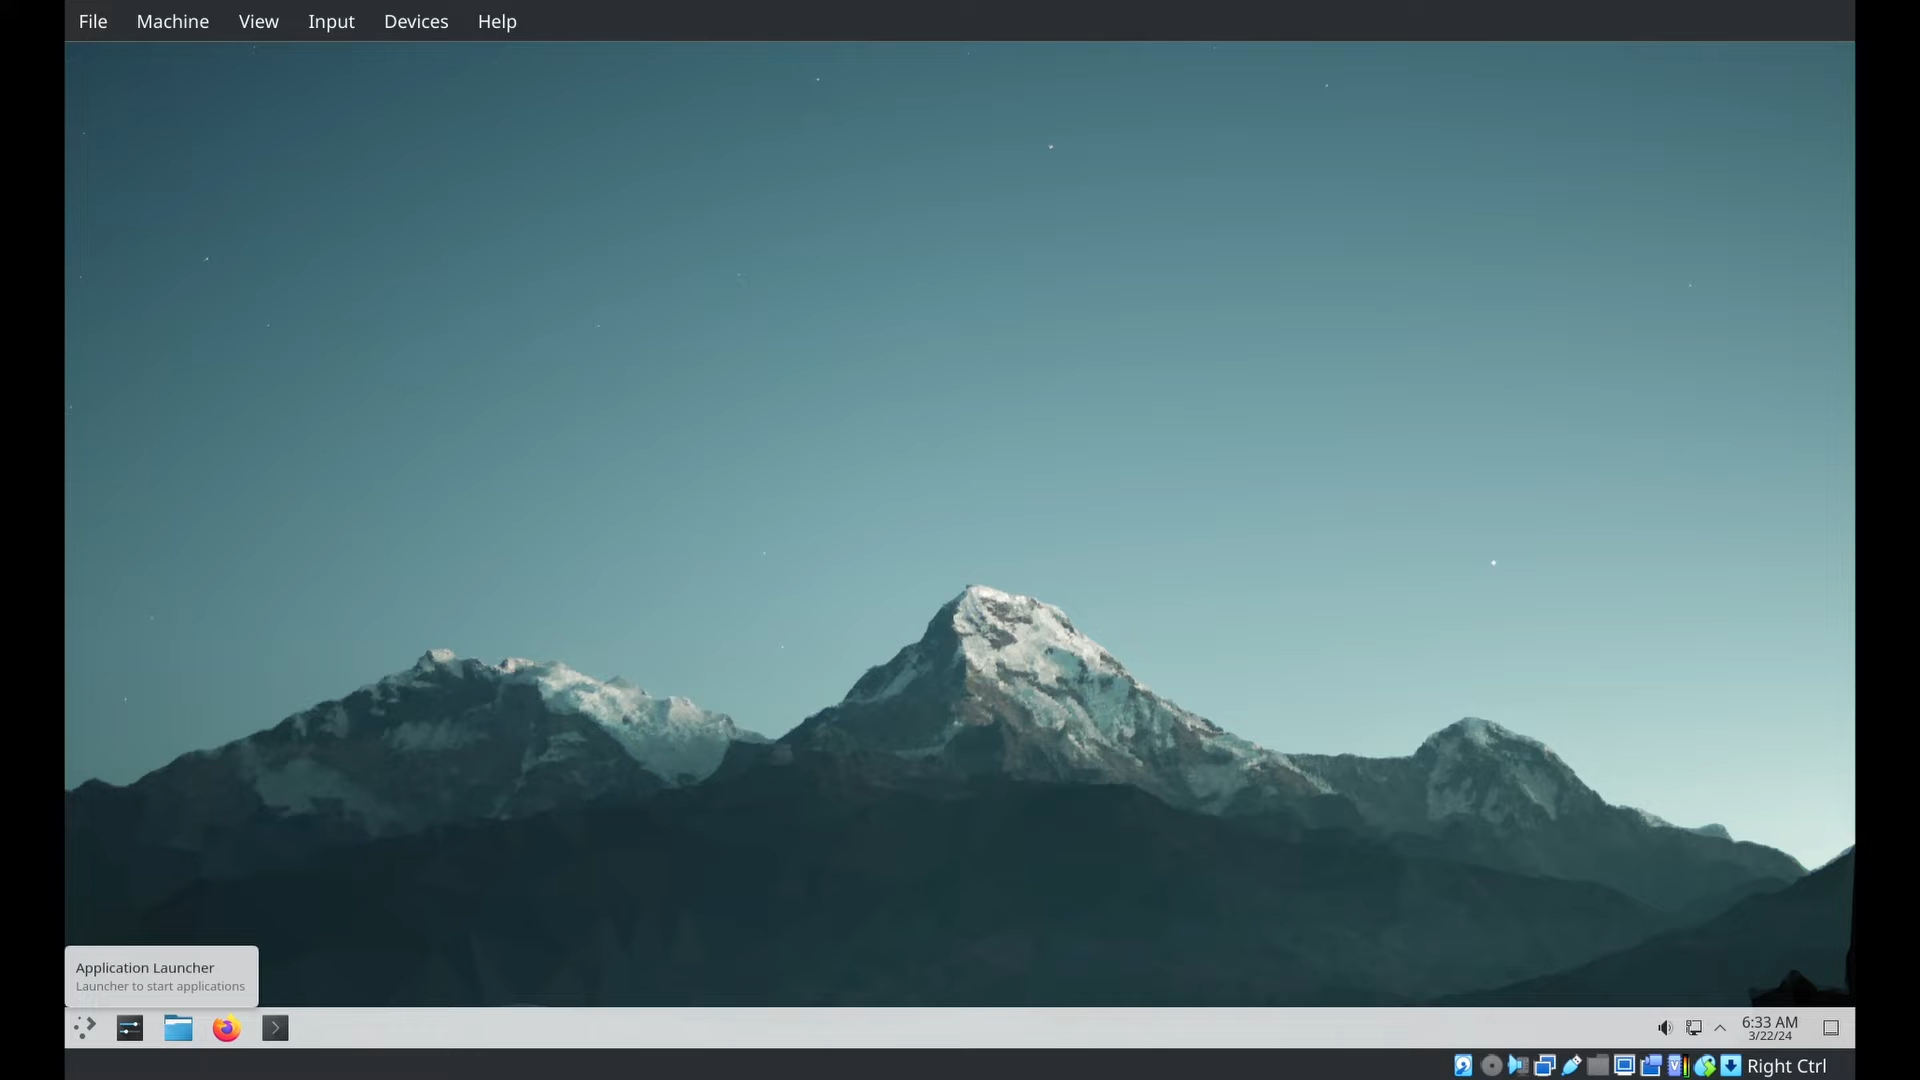 File Machine View Input Devices Help
Application Launcher
Launcher to start applications
6:33 AM
3/22/24
Right Ctrl